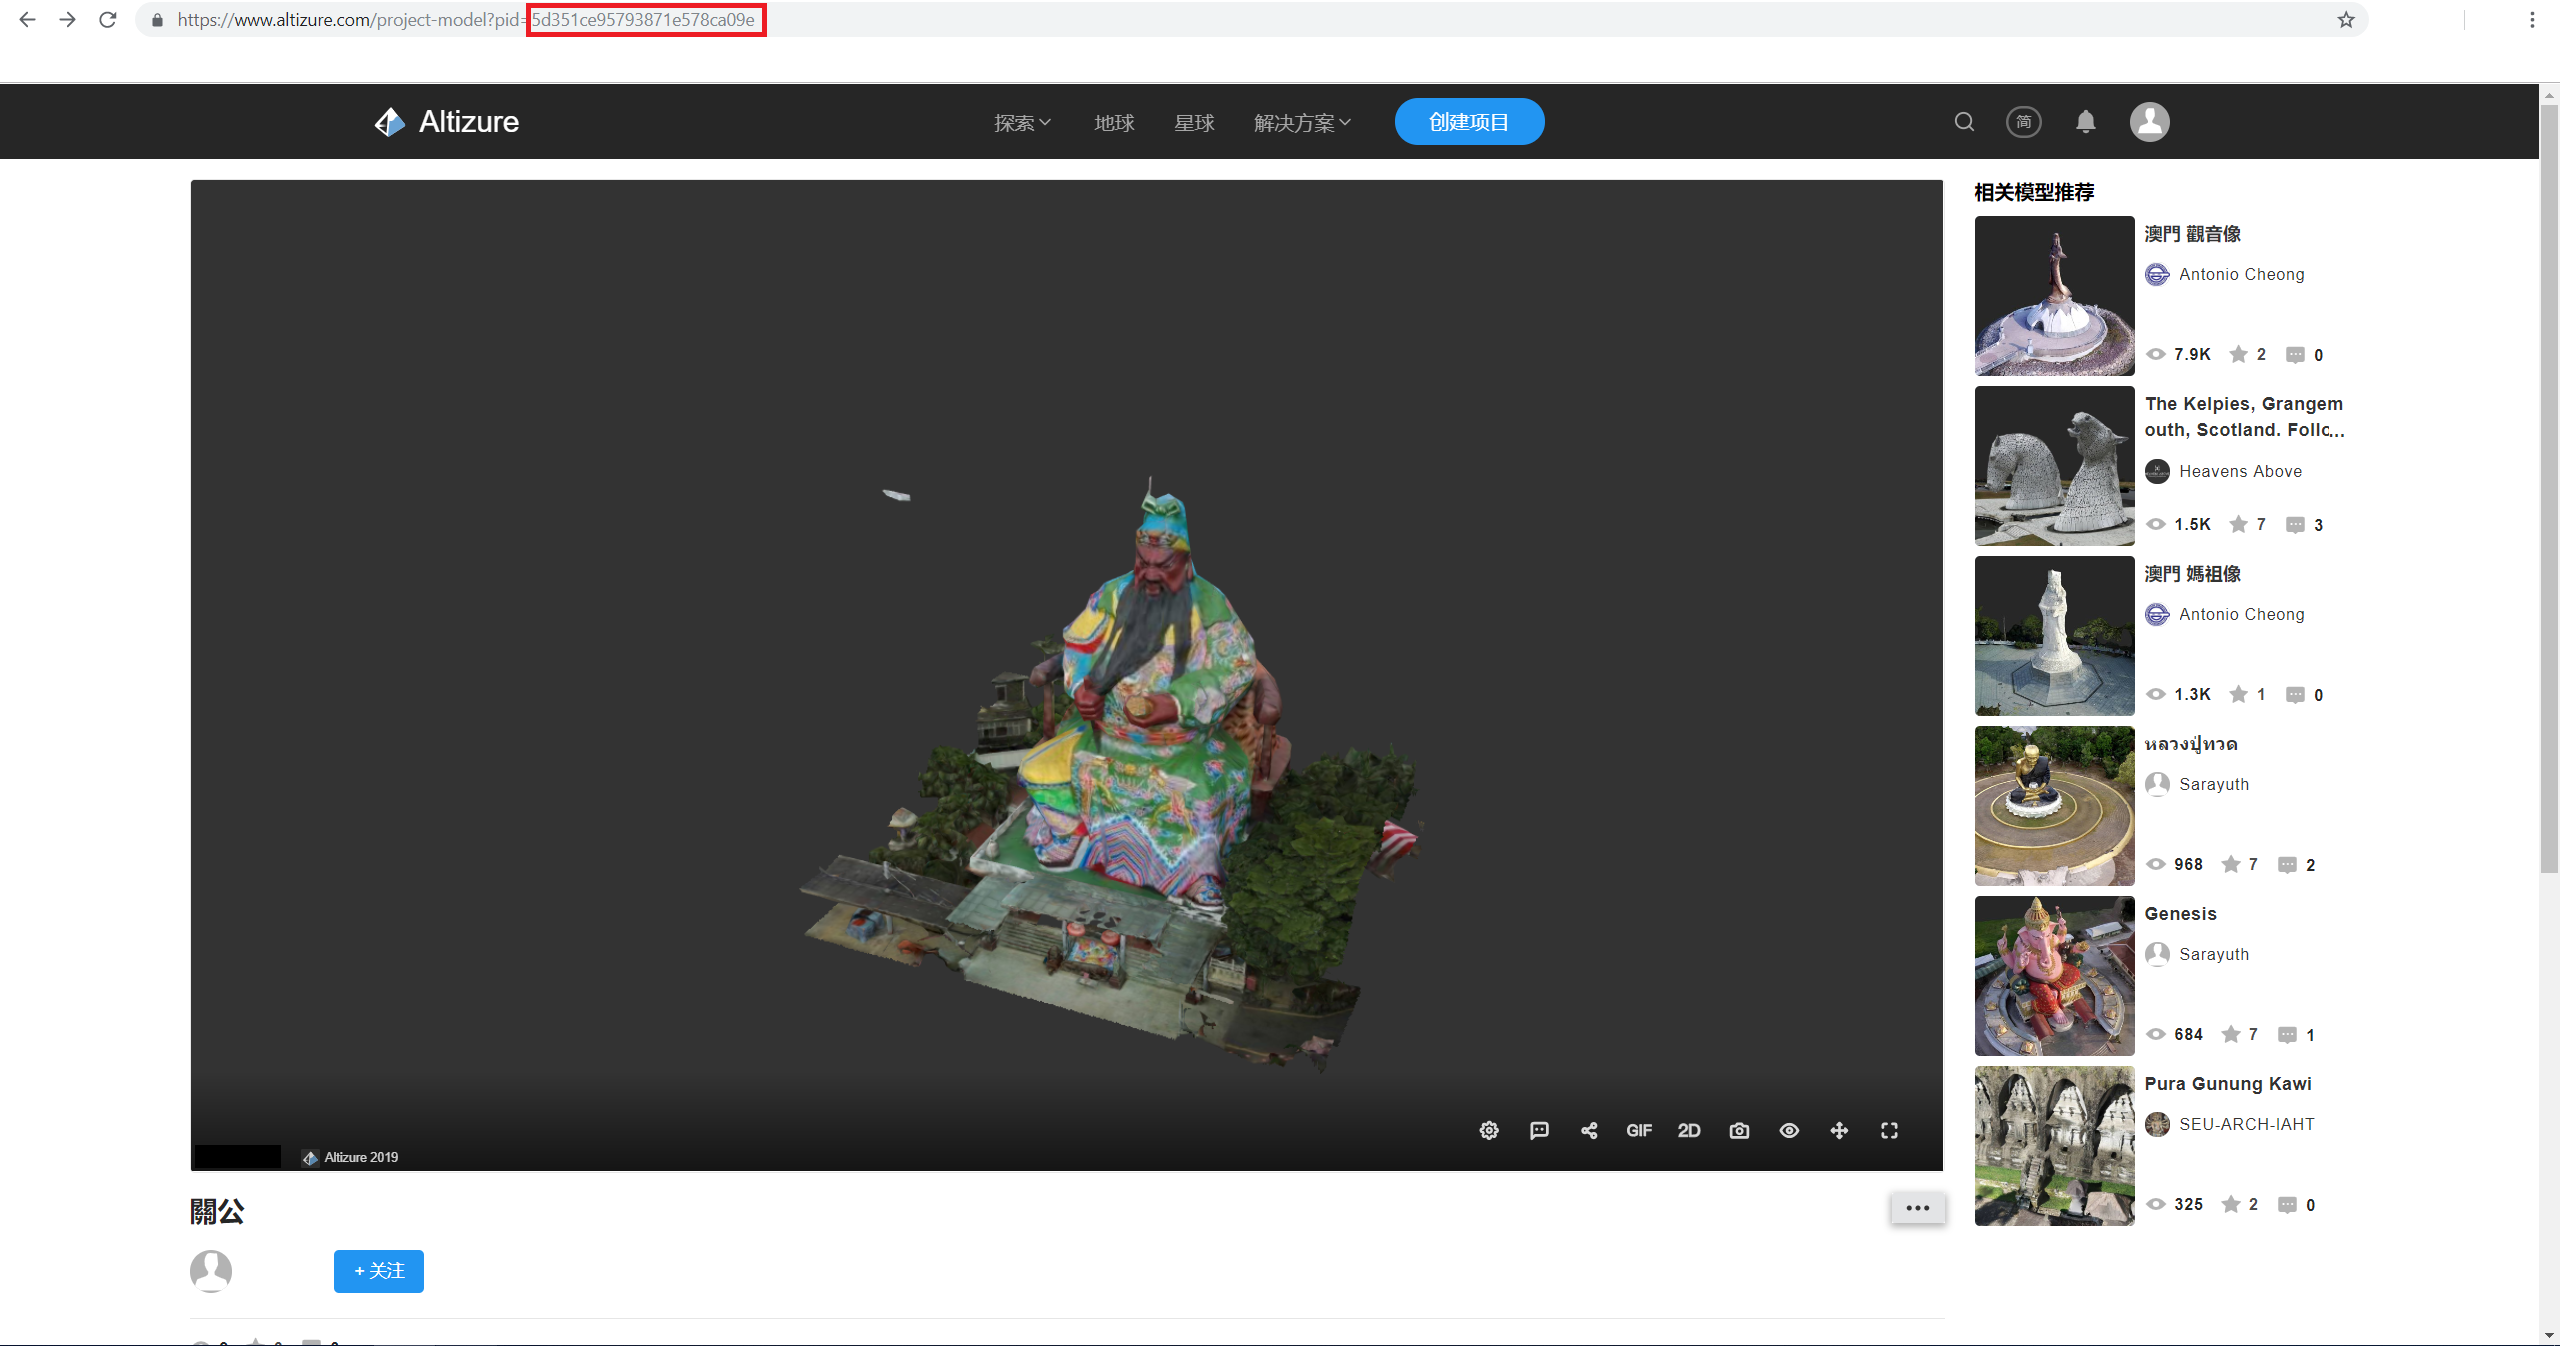 https://www.altizure.com/project-model?pid=5d351ce95793871e578ca09e
Altizure
探索
地球
星球
解决方案
创建项目
简
相关模型推荐
澳門 觀音像
Antonio Cheong
7.9K 2 0
The Kelpies, Grangem
outh, Scotland. Follo...
Heavens Above
1.5K 7 3
澳門 媽祖像
Antonio Cheong
1.3K 1 0
หลวงปู่ทวด
Sarayuth
968 7 2
Genesis
Sarayuth
684 7 1
Pura Gunung Kawi
SEU-ARCH-IAHT
325 2 0
GIF 2D
Altizure 2019
關公
+ 关注